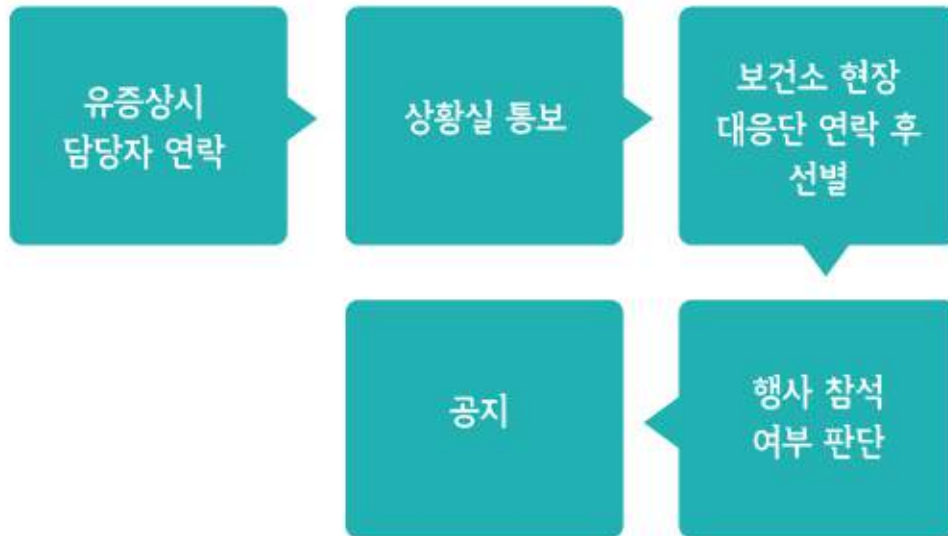 유증상시
담당자 연락
상황실 통보
보건소 현장
대응단 연락 후
선별
행사 참석
여부 판단
공지